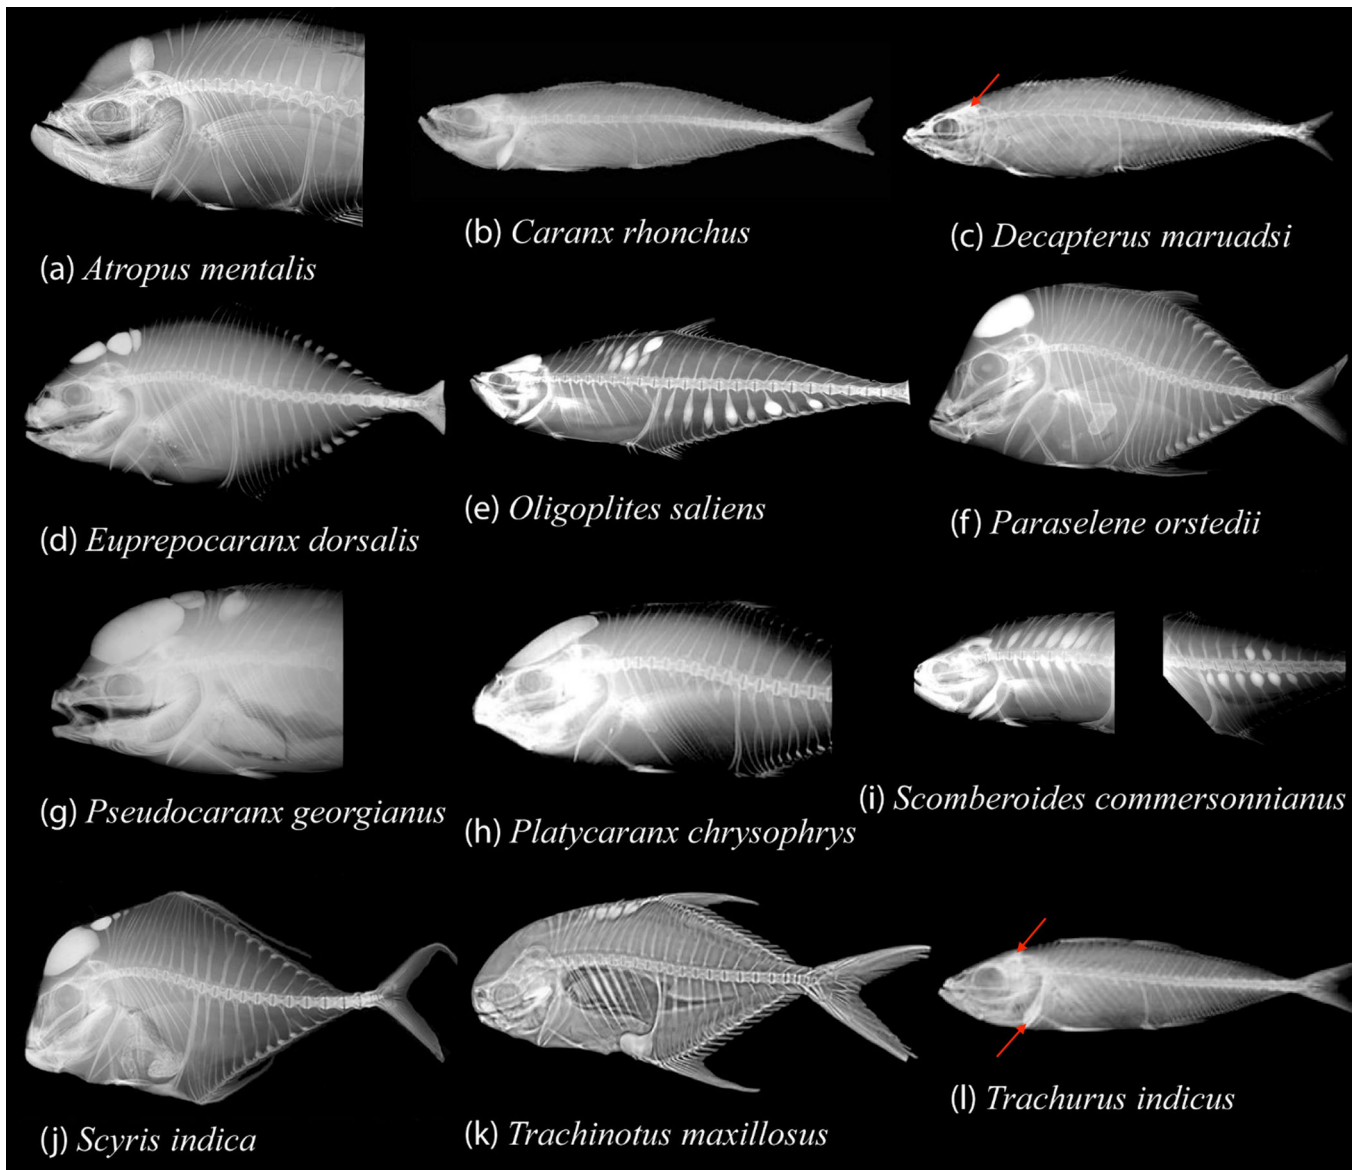 (a) Atropus mentalis
(b) Caranx rhonchus
(c) Decapterus maruadsi
(d) Euprepocaranx dorsalis
(e) Oligoplites saliens
(f) Paraselene orstedii
(g) Pseudocaranx georgianus
(h) Platycaranx chrysophrys
(i) Scomberoides commersonnianus
(j) Scyris indica
(k) Trachinotus maxillosus
(l) Trachurus indicus